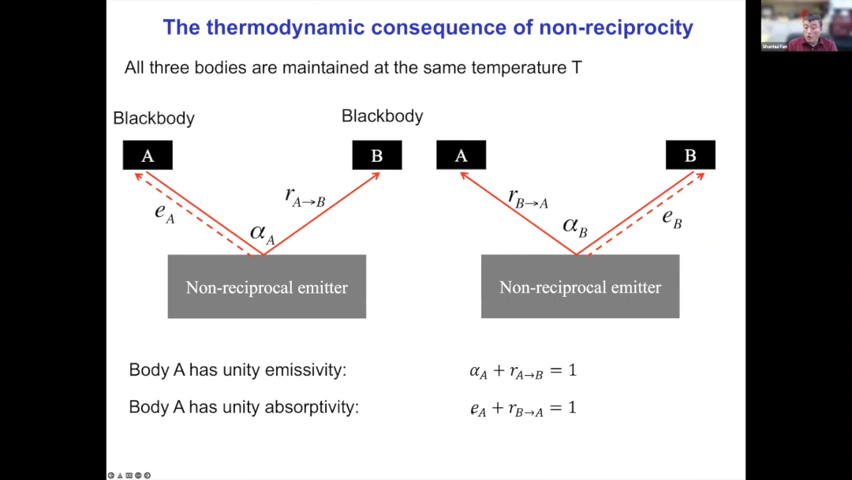 The thermodynamic consequence of non-reciprocity
Shanhui Fan
All three bodies are maintained at the same temperature T
Blackbody
Blackbody
A
B
A
B
e_A
α_A
r_{A→B}
r_{B→A}
α_B
e_B
Non-reciprocal emitter
Non-reciprocal emitter
Body A has unity emissivity: α_A + r_{A→B} = 1
Body A has unity absorptivity: e_A + r_{B→A} = 1